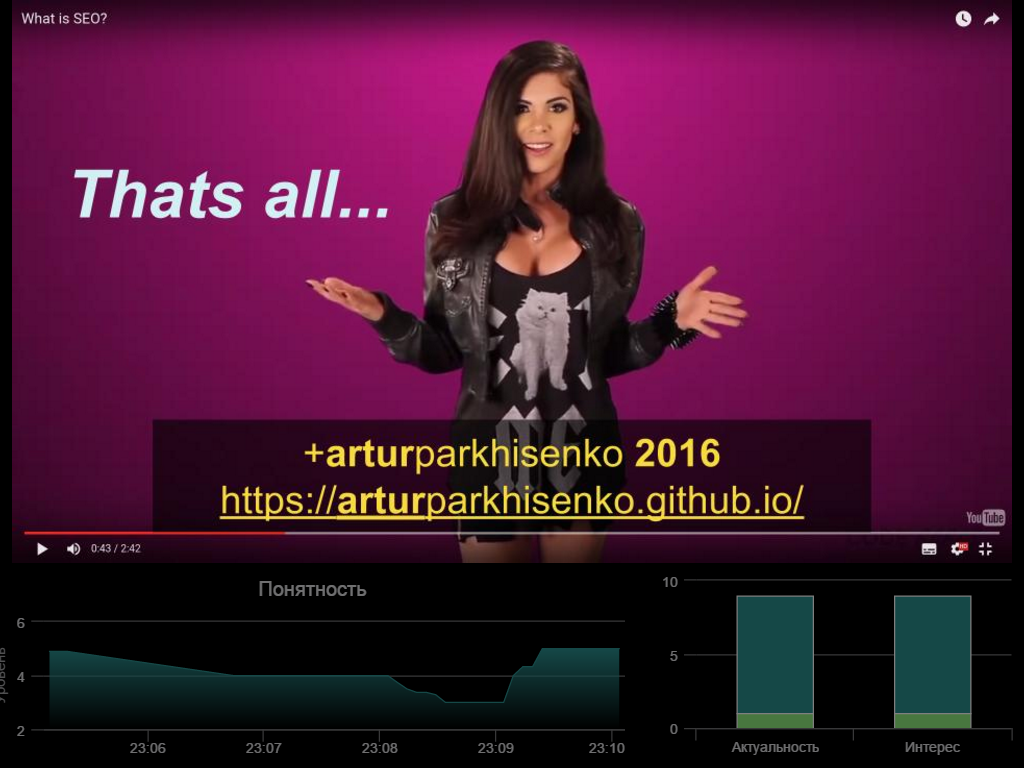 What is SEO?
Thats all...
+arturparkhisenko 2016
https://arturparkhisenko.github.io/
YouTube
0:43 / 2:42
HD
Понятность
Уровень
6
4
2
23:06
23:07
23:08
23:09
23:10
10
5
0
Актуальность
Интерес